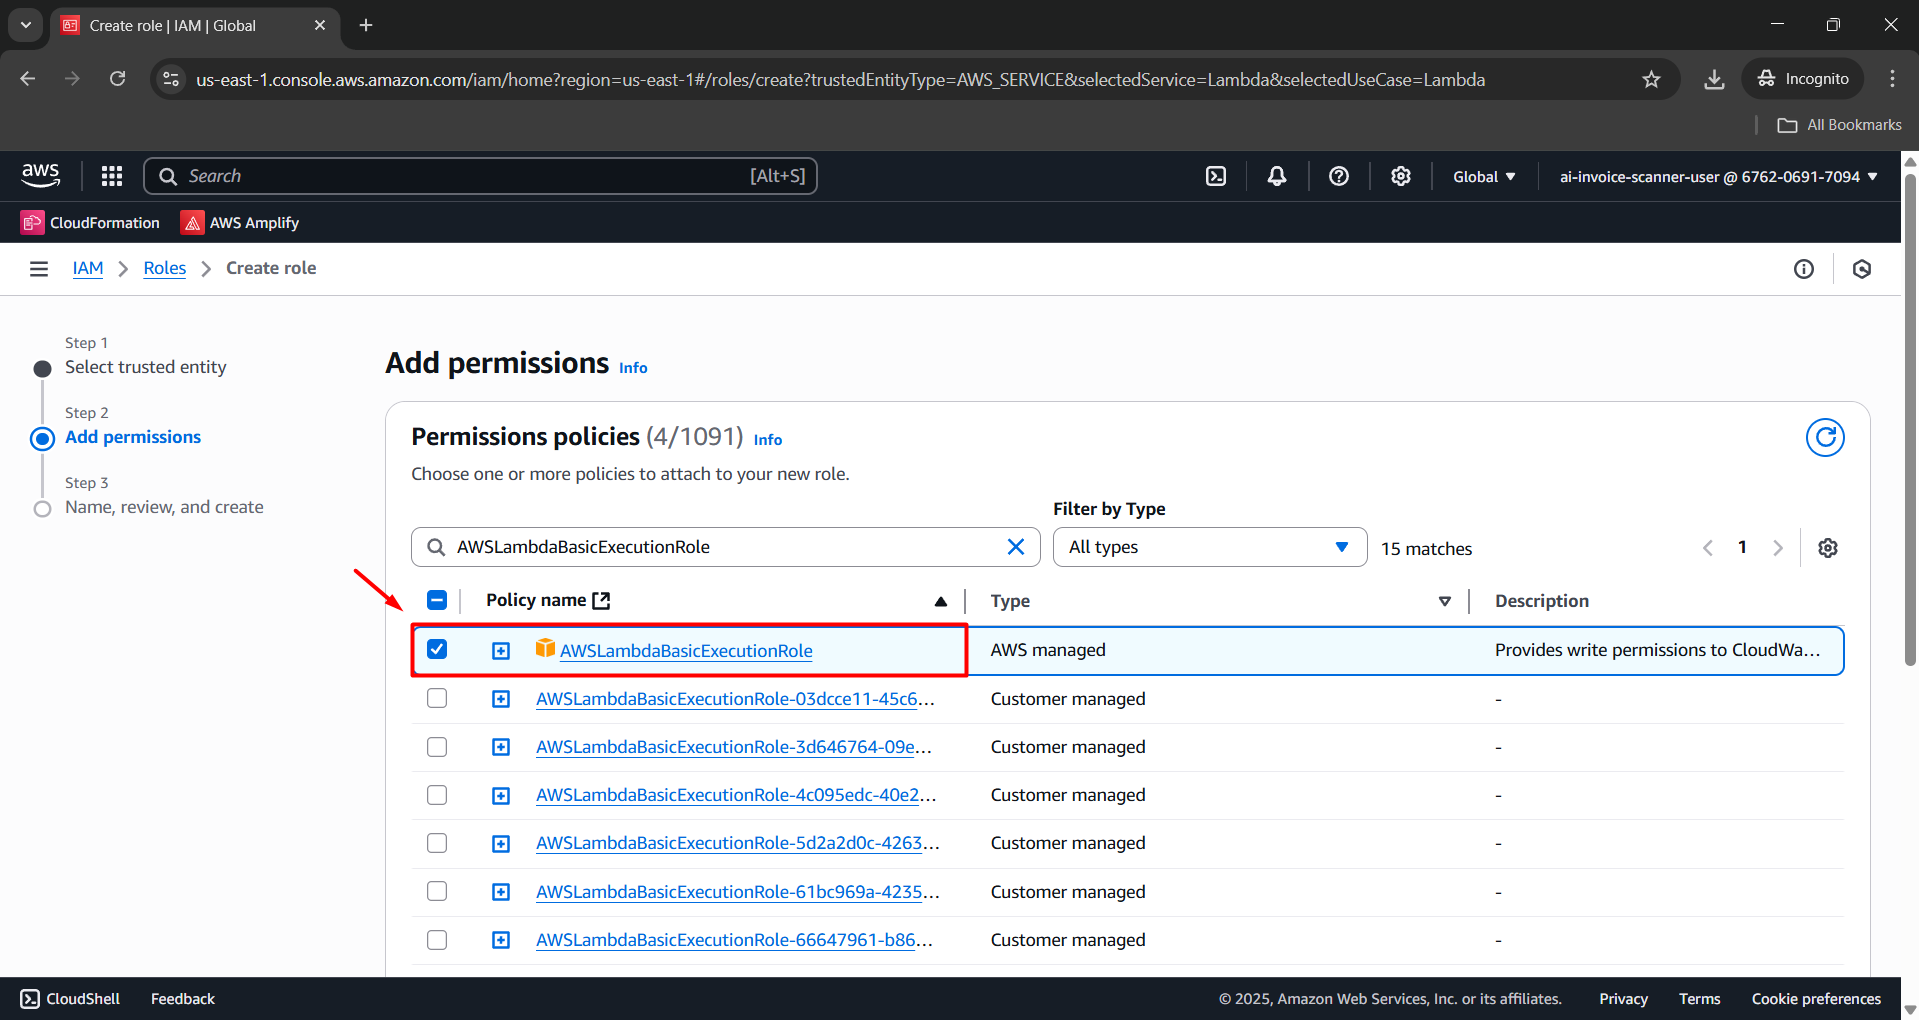 Create role | IAM | Global
us-east-1.console.aws.amazon.com/iam/home?region=us-east-1#/roles/create?trustedEntityType=AWS_SERVICE&selectedService=Lambda&selectedUseCase=Lambda
Incognito
All Bookmarks
aws
Search
[Alt+S]
Global
ai-invoice-scanner-user @ 6762-0691-7094
CloudFormation
AWS Amplify
IAM
Roles
Create role
Step 1
Select trusted entity
Step 2
Add permissions
Step 3
Name, review, and create
Add permissions Info
Permissions policies (4/1091) Info
Choose one or more policies to attach to your new role.
Filter by Type
AWSLambdaBasicExecutionRole
All types
15 matches
1
Policy name Type Description
AWSLambdaBasicExecutionRole AWS managed Provides write permissions to CloudWa...
AWSLambdaBasicExecutionRole-03dcce11-45c6... Customer managed -
AWSLambdaBasicExecutionRole-3d646764-09e... Customer managed -
AWSLambdaBasicExecutionRole-4c095edc-40e2... Customer managed -
AWSLambdaBasicExecutionRole-5d2a2d0c-4263... Customer managed -
AWSLambdaBasicExecutionRole-61bc969a-4235... Customer managed -
AWSLambdaBasicExecutionRole-66647961-b86... Customer managed -
CloudShell Feedback © 2025, Amazon Web Services, Inc. or its affiliates. Privacy Terms Cookie preferences